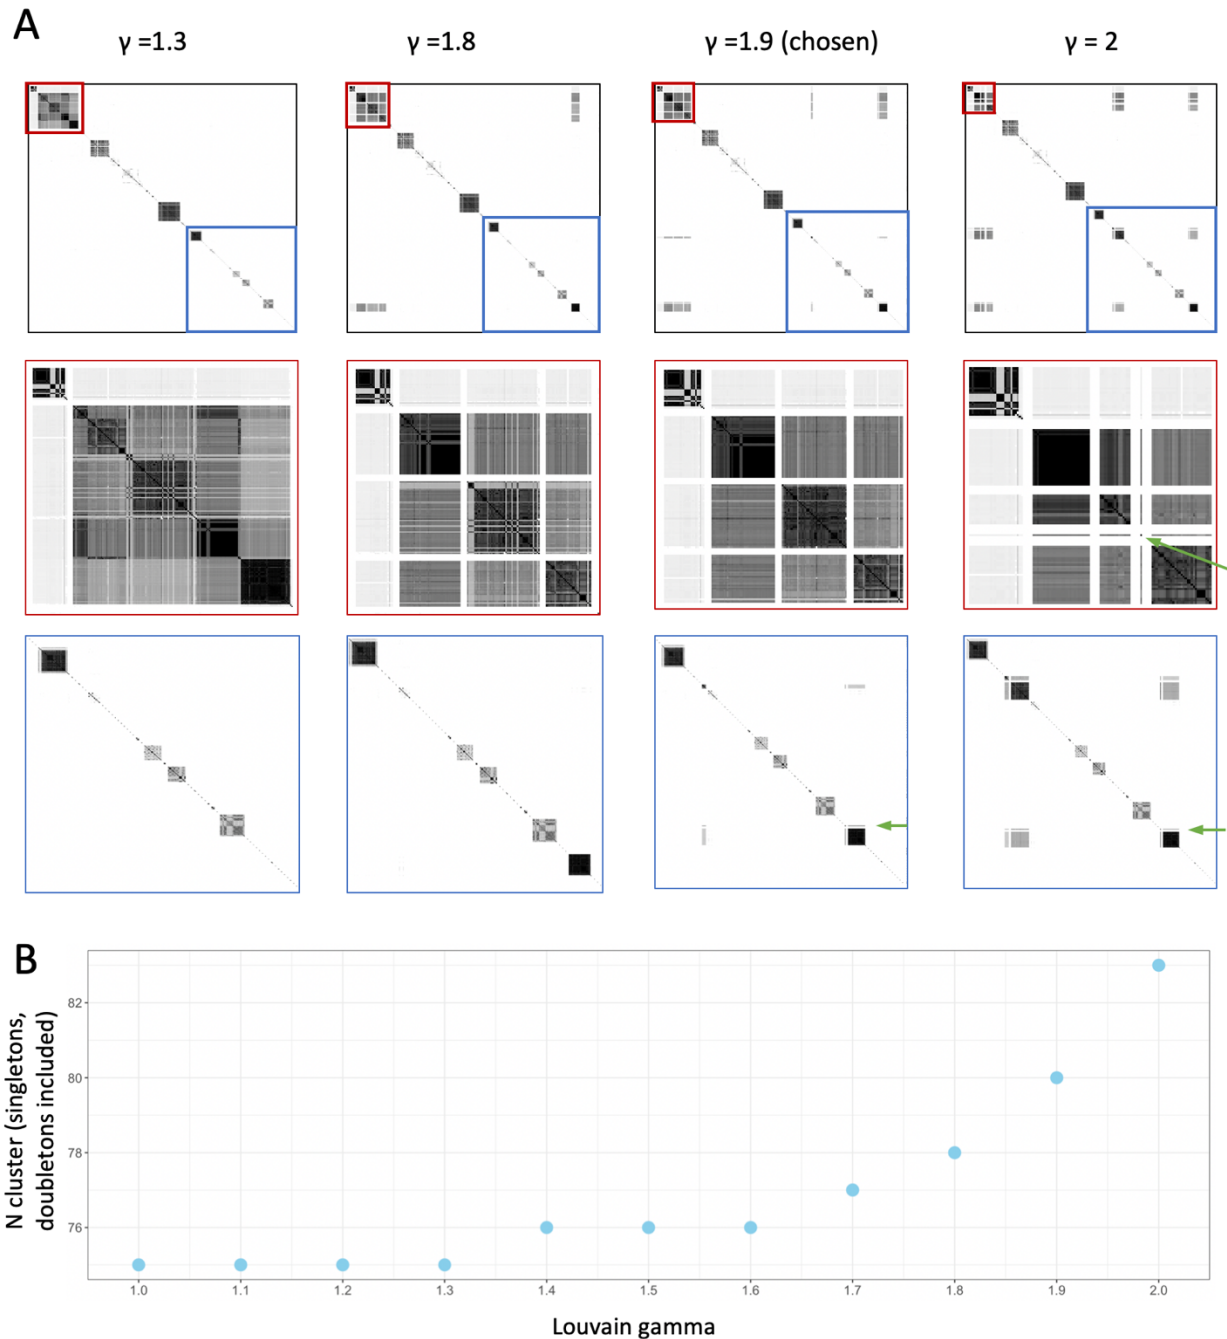 A
γ =1.3
γ =1.8
γ =1.9 (chosen)
γ = 2
B
N cluster (singletons,
doubletons included)
82
80
78
76
1.0
1.1
1.2
1.3
1.4
1.5
1.6
1.7
1.8
1.9
2.0
Louvain gamma